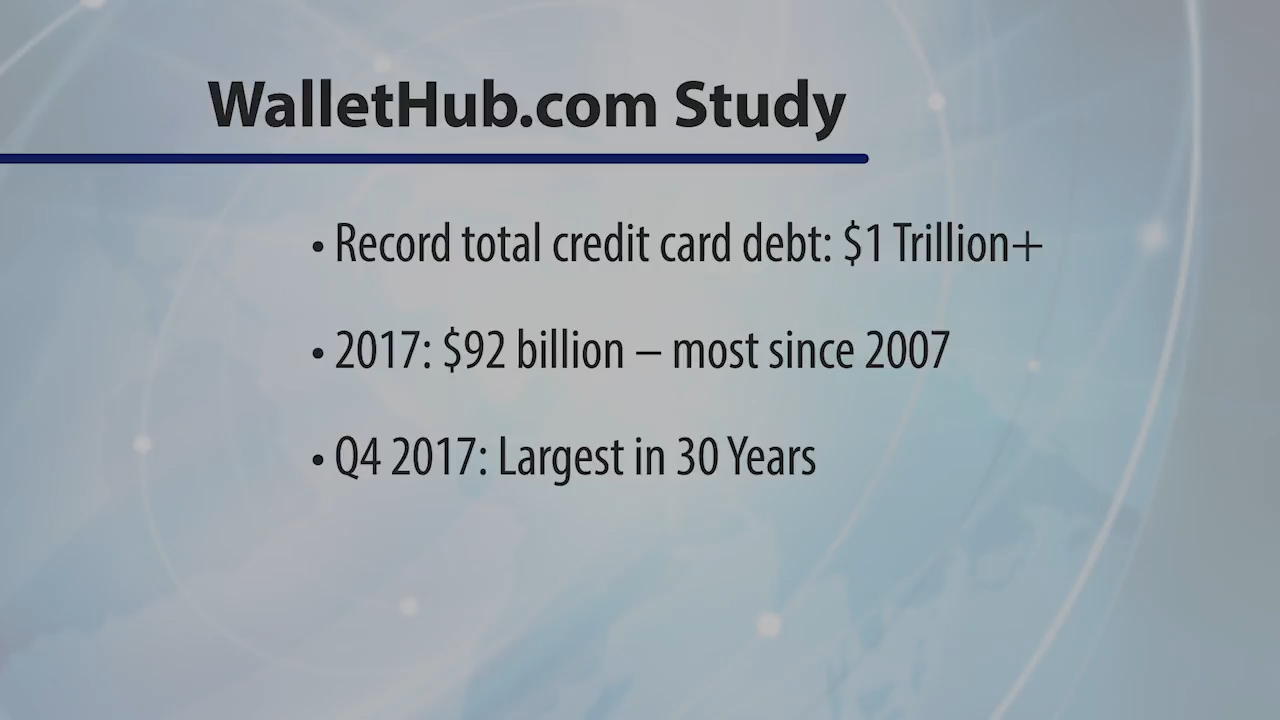 WalletHub.com Study
• Record total credit card debt: $1 Trillion+
• 2017: $92 billion – most since 2007
• Q4 2017: Largest in 30 Years